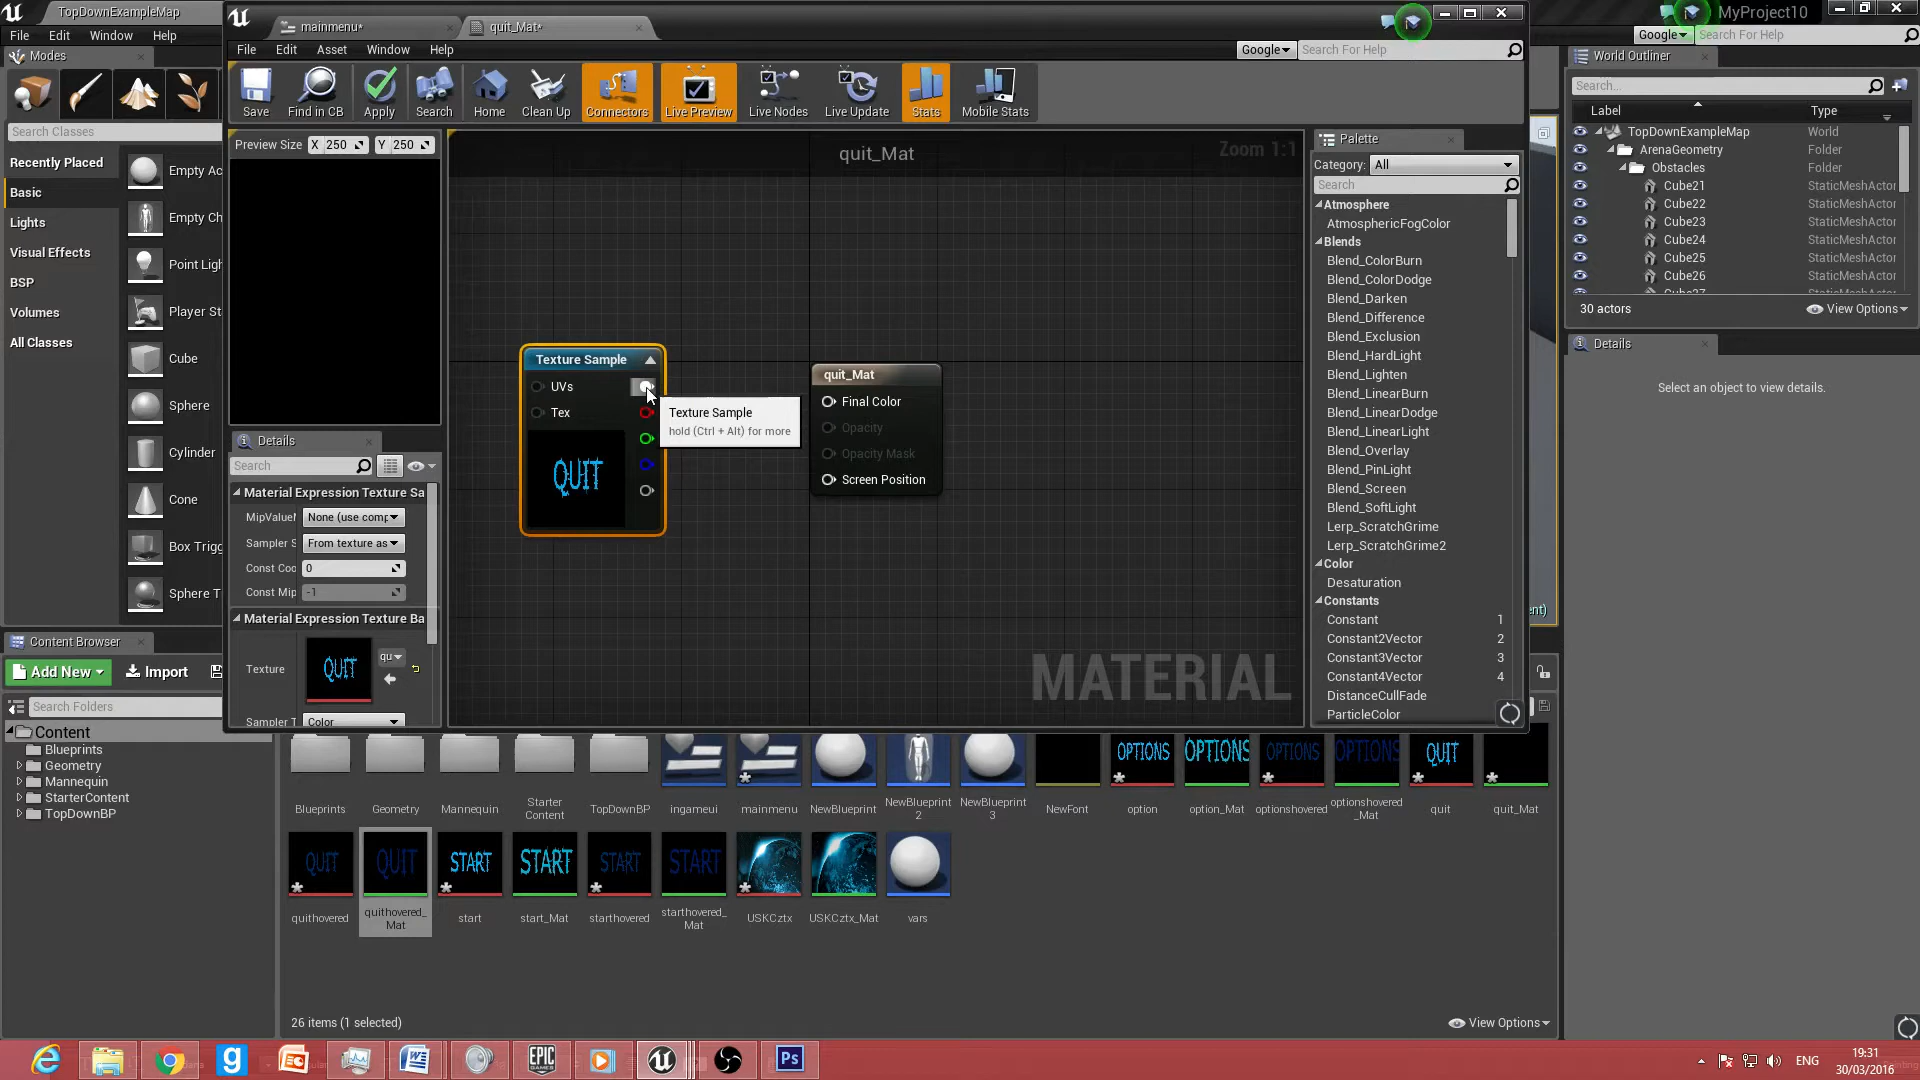 TopDownExampleMap
mainmenu*
quit_Mat*
MyProject10
File Edit Window Help
File Edit Asset Window Help
Google
Search For Help
Google
Search For Help
Modes
World Outliner
Save
Find in CB
Apply
Search
Home
Clean Up
Connectors
Live Preview
Live Nodes
Live Update
Stats
Mobile Stats
Search...
Label
Type
Search Classes
Recently Placed
Basic
Lights
Visual Effects
BSP
Volumes
All Classes
Empty Ac
Empty Ch
Point Ligh
Player St
Cube
Sphere
Cylinder
Cone
Box Trigg
Sphere T
Preview Size X 250 Y 250
quit_Mat
Zoom 1:1
Texture Sample
UVs
Tex
QUIT
Texture Sample
hold (Ctrl + Alt) for more
quit_Mat
Final Color
Opacity
Opacity Mask
Screen Position
MATERIAL
Details
Search
Material Expression Texture Sa
MipValueM
None (use comp
Sampler S
From texture as
Const Coo
0
Const Mip
-1
Material Expression Texture Ba
Texture
QUIT
qu
Sampler T
Color
Palette
Category: All
Search
Atmosphere
AtmosphericFogColor
Blends
Blend_ColorBurn
Blend_ColorDodge
Blend_Darken
Blend_Difference
Blend_Exclusion
Blend_HardLight
Blend_Lighten
Blend_LinearBurn
Blend_LinearDodge
Blend_LinearLight
Blend_Overlay
Blend_PinLight
Blend_Screen
Blend_SoftLight
Lerp_ScratchGrime
Lerp_ScratchGrime2
Color
Desaturation
Constants
Constant 1
Constant2Vector 2
Constant3Vector 3
Constant4Vector 4
DistanceCullFade
ParticleColor
TopDownExampleMap World
ArenaGeometry Folder
Obstacles Folder
Cube21 StaticMeshActor
Cube22 StaticMeshActor
Cube23 StaticMeshActor
Cube24 StaticMeshActor
Cube25 StaticMeshActor
Cube26 StaticMeshActor
30 actors
View Options
Details
Select an object to view details.
ent)
Content Browser
Add New
Import
Search Folders
Content
Blueprints
Geometry
Mannequin
StarterContent
TopDownBP
OPTIONS
OPTIONS
OPTIONS
OPTIONS
QUIT
Blueprints
Geometry
Mannequin
Starter Content
TopDownBP
ingameui
mainmenu
NewBlueprint
NewBlueprint 2
NewBlueprint 3
NewFont
option
option_Mat
optionshovered
optionshovered _Mat
quit
quit_Mat
QUIT
QUIT
START
START
START
START
quithovered
quithovered_ Mat
start
start_Mat
starthovered
starthovered_ Mat
USKCztx
USKCztx_Mat
vars
26 items (1 selected)
View Options
EPIC GAMES
Ps
ENG
19:31
30/03/2016